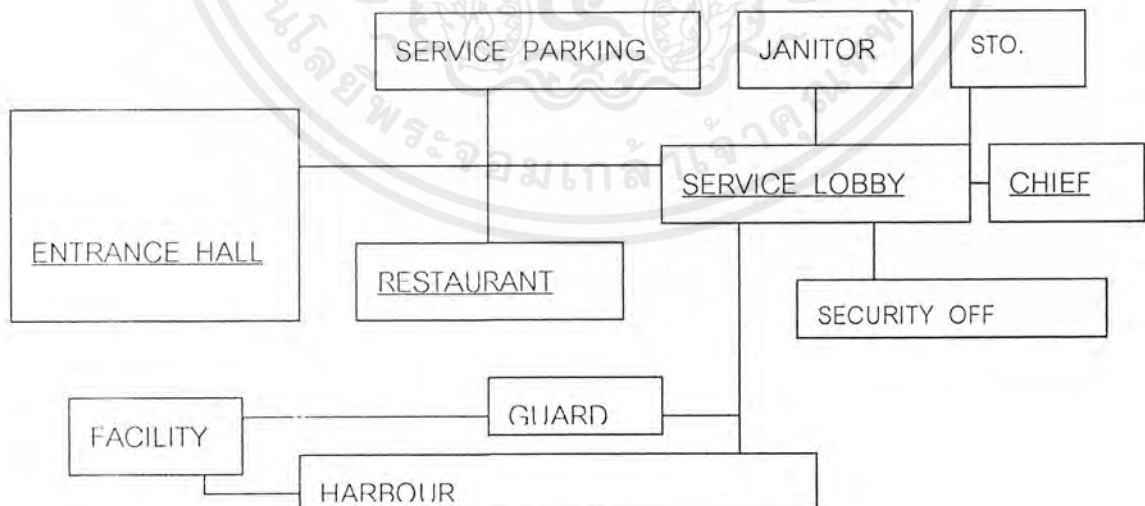 SERVICE PARKING
JANITOR
STO.
ENTRANCE HALL
RESTAURANT
SERVICE LOBBY
CHIEF
SECURITY OFF
FACILITY
GUARD
HARBOUR